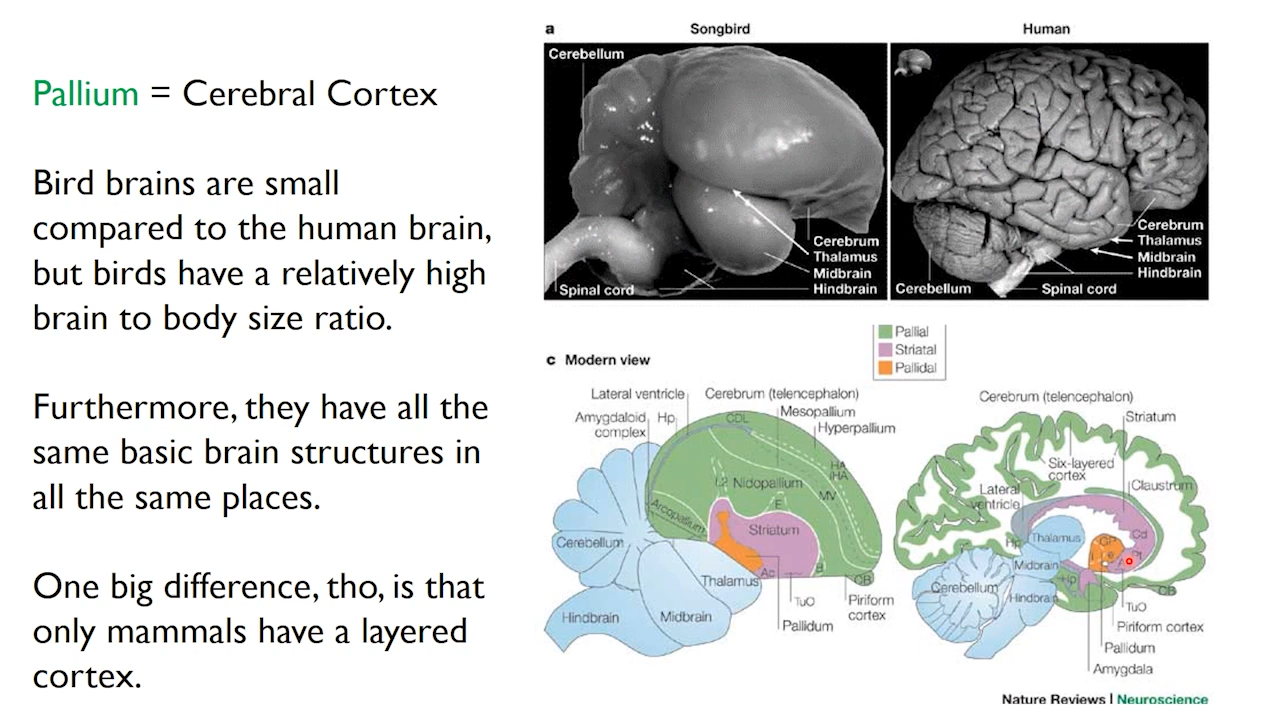 Pallium = Cerebral Cortex
Bird brains are small
compared to the human brain,
but birds have a relatively high
brain to body size ratio.
Furthermore, they have all the
same basic brain structures in
all the same places.
One big difference, tho, is that
only mammals have a layered
cortex.
a
Songbird
Human
Cerebellum
Cerebrum
Thalamus
Midbrain
Hindbrain
Spinal cord
Cerebrum
Thalamus
Midbrain
Hindbrain
Cerebellum
Spinal cord
Pallial
Striatal
Pallidal
c Modern view
Lateral ventricle
Cerebrum (telencephalon)
Amygdaloid
complex
Hp
Mesopallium
Hyperpallium
CDL
HA
IHA
MV
L2
Nidopallium
E
Arcopallium
Striatum
Cerebellum
Thalamus
Ac
B
OB
TuO
Piriform
cortex
Hindbrain
Midbrain
Pallidum
Cerebrum (telencephalon)
Striatum
Six-layered
cortex
Claustrum
Lateral
ventricle
Hp
Thalamus
GP
Cd
i
e
Pt
Midbrain
Hp
Cerebellum
Hindbrain
OB
TuO
Piriform cortex
Pallidum
Amygdala
Nature Reviews | Neuroscience